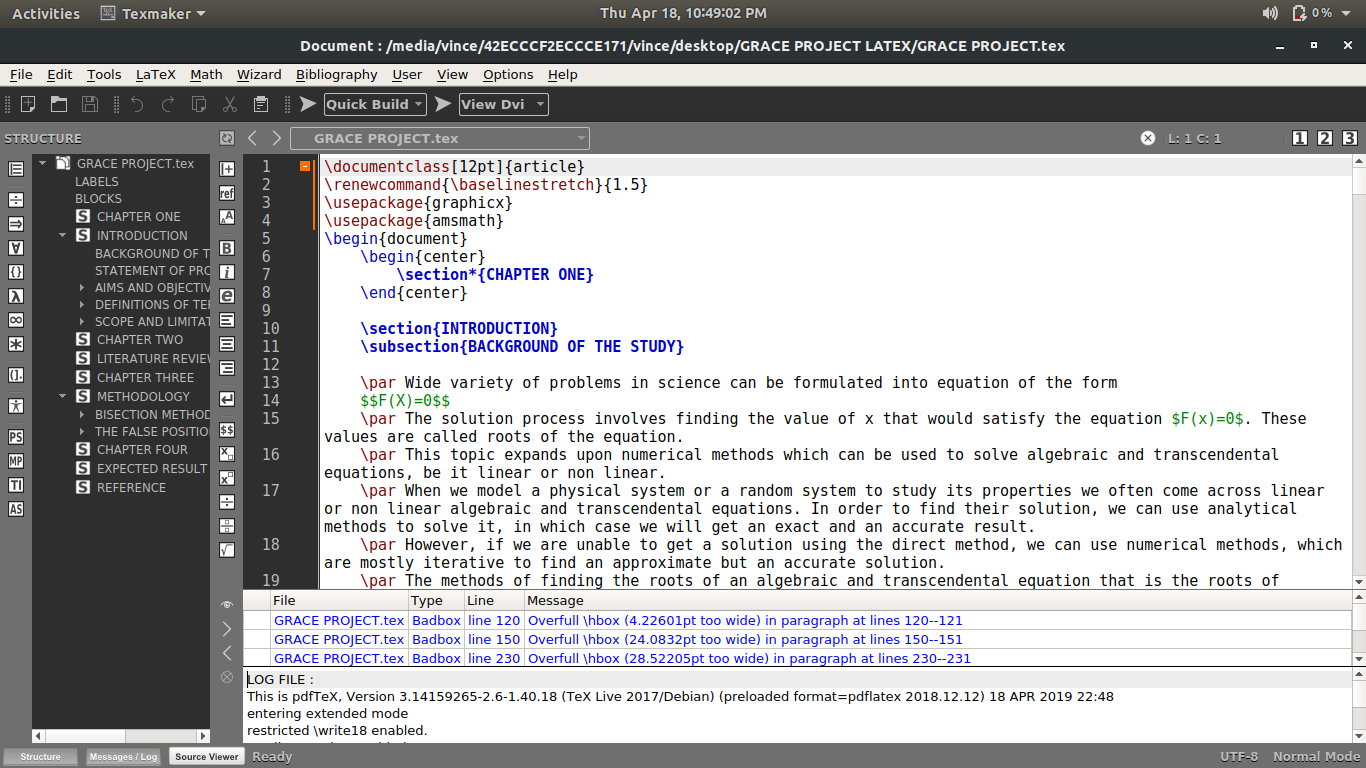 Activities Texmaker Thu Apr 18, 10:49:02 PM 0 %
Document : /media/vince/42ECCCF2ECCCE171/vince/desktop/GRACE PROJECT LATEX/GRACE PROJECT.tex
File Edit Tools LaTeX Math Wizard Bibliography User View Options Help
Quick Build View Dvi
STRUCTURE GRACE PROJECT.tex L: 1 C: 1 1 2 3
GRACE PROJECT.tex
LABELS
BLOCKS
S CHAPTER ONE
S INTRODUCTION
BACKGROUND OF T
STATEMENT OF PRO
AIMS AND OBJECTIV
DEFINITIONS OF TE
SCOPE AND LIMITAT
S CHAPTER TWO
S LITERATURE REVIEW
S CHAPTER THREE
S METHODOLOGY
BISECTION METHOD
THE FALSE POSITIO
S CHAPTER FOUR
S EXPECTED RESULT
S REFERENCE
PS
MP
TI
AS
ref
B
i
$$
1 \documentclass[12pt]{article}
2 \renewcommand{\baselinestretch}{1.5}
3 \usepackage{graphicx}
4 \usepackage{amsmath}
5 \begin{document}
6 \begin{center}
7 \section*{CHAPTER ONE}
8 \end{center}
9
10 \section{INTRODUCTION}
11 \subsection{BACKGROUND OF THE STUDY}
12
13 \par Wide variety of problems in science can be formulated into equation of the form
14 $$F(X)=0$$
15 \par The solution process involves finding the value of x that would satisfy the equation $F(x)=0$. These
values are called roots of the equation.
16 \par This topic expands upon numerical methods which can be used to solve algebraic and transcendental
equations, be it linear or non linear.
17 \par When we model a physical system or a random system to study its properties we often come across linear
or non linear algebraic and transcendental equations. In order to find their solution, we can use analytical
methods to solve it, in which case we will get an exact and an accurate result.
18 \par However, if we are unable to get a solution using the direct method, we can use numerical methods, which
are mostly iterative to find an approximate but an accurate solution.
19 \par The methods of finding the roots of an algebraic and transcendental equation that is the roots of
File Type Line Message
GRACE PROJECT.tex Badbox line 120 Overfull \hbox (4.22601pt too wide) in paragraph at lines 120--121
GRACE PROJECT.tex Badbox line 150 Overfull \hbox (24.0832pt too wide) in paragraph at lines 150--151
GRACE PROJECT.tex Badbox line 230 Overfull \hbox (28.52205pt too wide) in paragraph at lines 230--231
LOG FILE :
This is pdfTeX, Version 3.14159265-2.6-1.40.18 (TeX Live 2017/Debian) (preloaded format=pdflatex 2018.12.12) 18 APR 2019 22:48
entering extended mode
restricted \write18 enabled.
Structure Messages / Log Source Viewer Ready UTF-8 Normal Mode